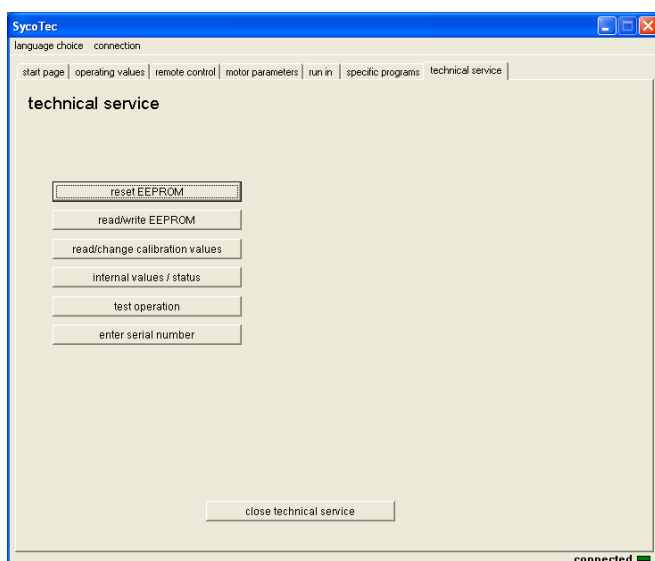 SycoTec
language choice connection
start page operating values remote control motor parameters run in specific programs technical service
technical service
reset EEPROM
read/write EEPROM
read/change calibration values
internal values / status
test operation
enter serial number
close technical service
connected